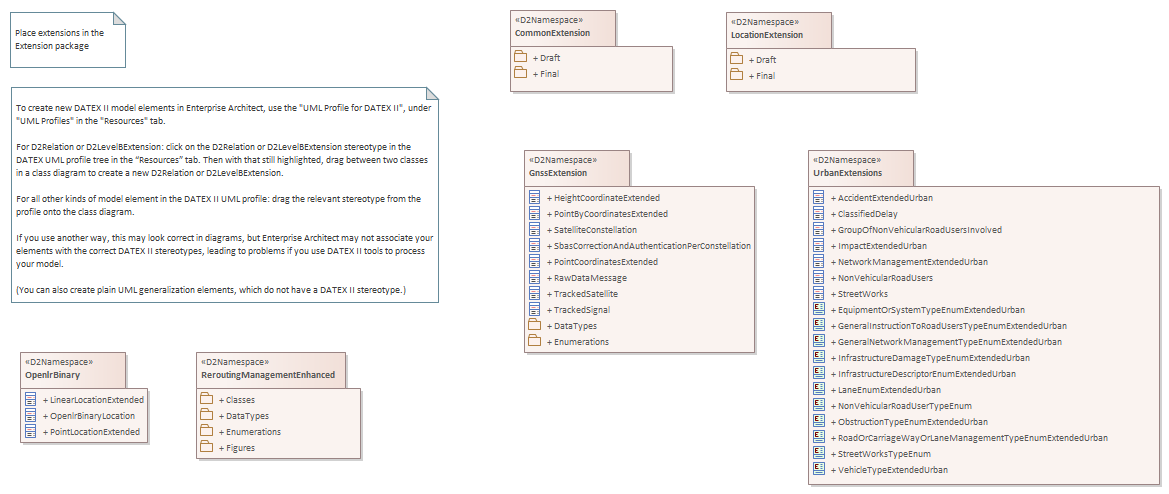 Place extensions in the
Extension package
To create new DATEX II model elements in Enterprise Architect, use the "UML Profile for DATEX II", under
"UML Profiles" in the "Resources" tab.
For D2Relation or D2LevelBExtension: click on the D2Relation or D2LevelBExtension stereotype in the
DATEX UML profile tree in the “Resources” tab. Then with that still highlighted, drag between two classes
in a class diagram to create a new D2Relation or D2LevelBExtension.
For all other kinds of model element in the DATEX II UML profile: drag the relevant stereotype from the
profile onto the class diagram.
If you use another way, this may look correct in diagrams, but Enterprise Architect may not associate your
elements with the correct DATEX II stereotypes, leading to problems if you use DATEX II tools to process
your model.
(You can also create plain UML generalization elements, which do not have a DATEX II stereotype.)
«D2Namespace»
CommonExtension
+ Draft
+ Final
«D2Namespace»
LocationExtension
+ Draft
+ Final
«D2Namespace»
GnssExtension
+ HeightCoordinateExtended
+ PointByCoordinatesExtended
+ SatelliteConstellation
+ SbasCorrectionAndAuthenticationPerConstellation
+ PointCoordinatesExtended
+ RawDataMessage
+ TrackedSatellite
+ TrackedSignal
+ DataTypes
+ Enumerations
«D2Namespace»
UrbanExtensions
+ AccidentExtendedUrban
+ ClassifiedDelay
+ GroupOfNonVehicularRoadUsersInvolved
+ ImpactExtendedUrban
+ NetworkManagementExtendedUrban
+ NonVehicularRoadUsers
+ StreetWorks
+ EquipmentOrSystemTypeEnumExtendedUrban
+ GeneralInstructionToRoadUsersTypeEnumExtendedUrban
+ GeneralNetworkManagementTypeEnumExtendedUrban
+ InfrastructureDamageTypeEnumExtendedUrban
+ InfrastructureDescriptorEnumExtendedUrban
+ LaneEnumExtendedUrban
+ NonVehicularRoadUserTypeEnum
+ ObstructionTypeEnumExtendedUrban
+ RoadOrCarriageWayOrLaneManagementTypeEnumExtendedUrban
+ StreetWorksTypeEnum
+ VehicleTypeExtendedUrban
«D2Namespace»
OpenlrBinary
+ LinearLocationExtended
+ OpenlrBinaryLocation
+ PointLocationExtended
«D2Namespace»
ReroutingManagementEnhanced
+ Classes
+ DataTypes
+ Enumerations
+ Figures